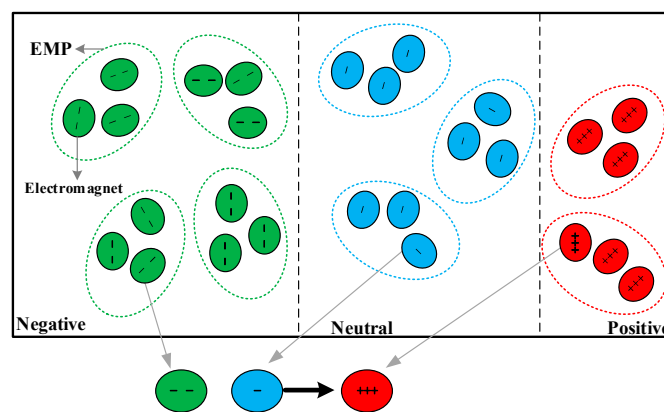 EMP
Electromagnet
Negative
Neutral
Positive